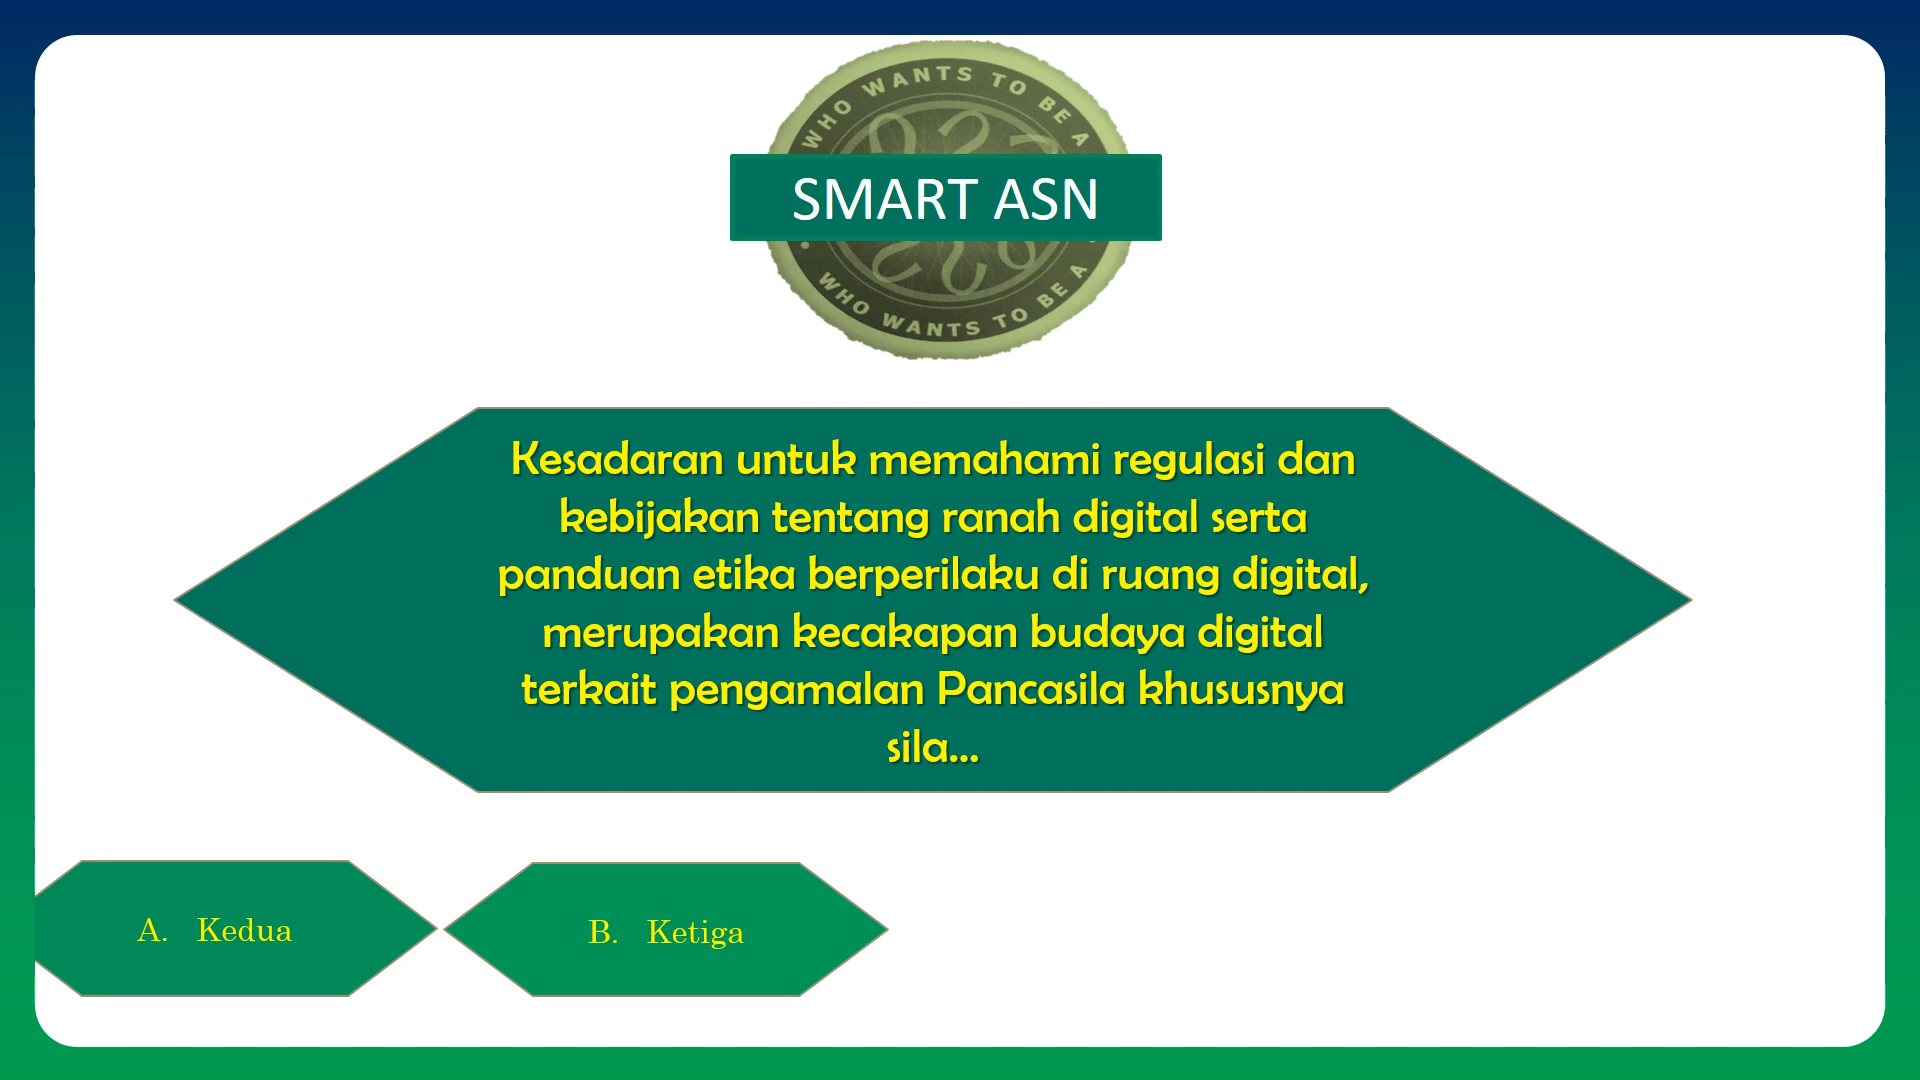 WHO WANTS TO BE A
SMART ASN
WHO WANTS TO BE A
Kesadaran untuk memahami regulasi dan
kebijakan tentang ranah digital serta
panduan etika berperilaku di ruang digital,
merupakan kecakapan budaya digital
terkait pengamalan Pancasila khususnya
sila...
A. Kedua
B. Ketiga